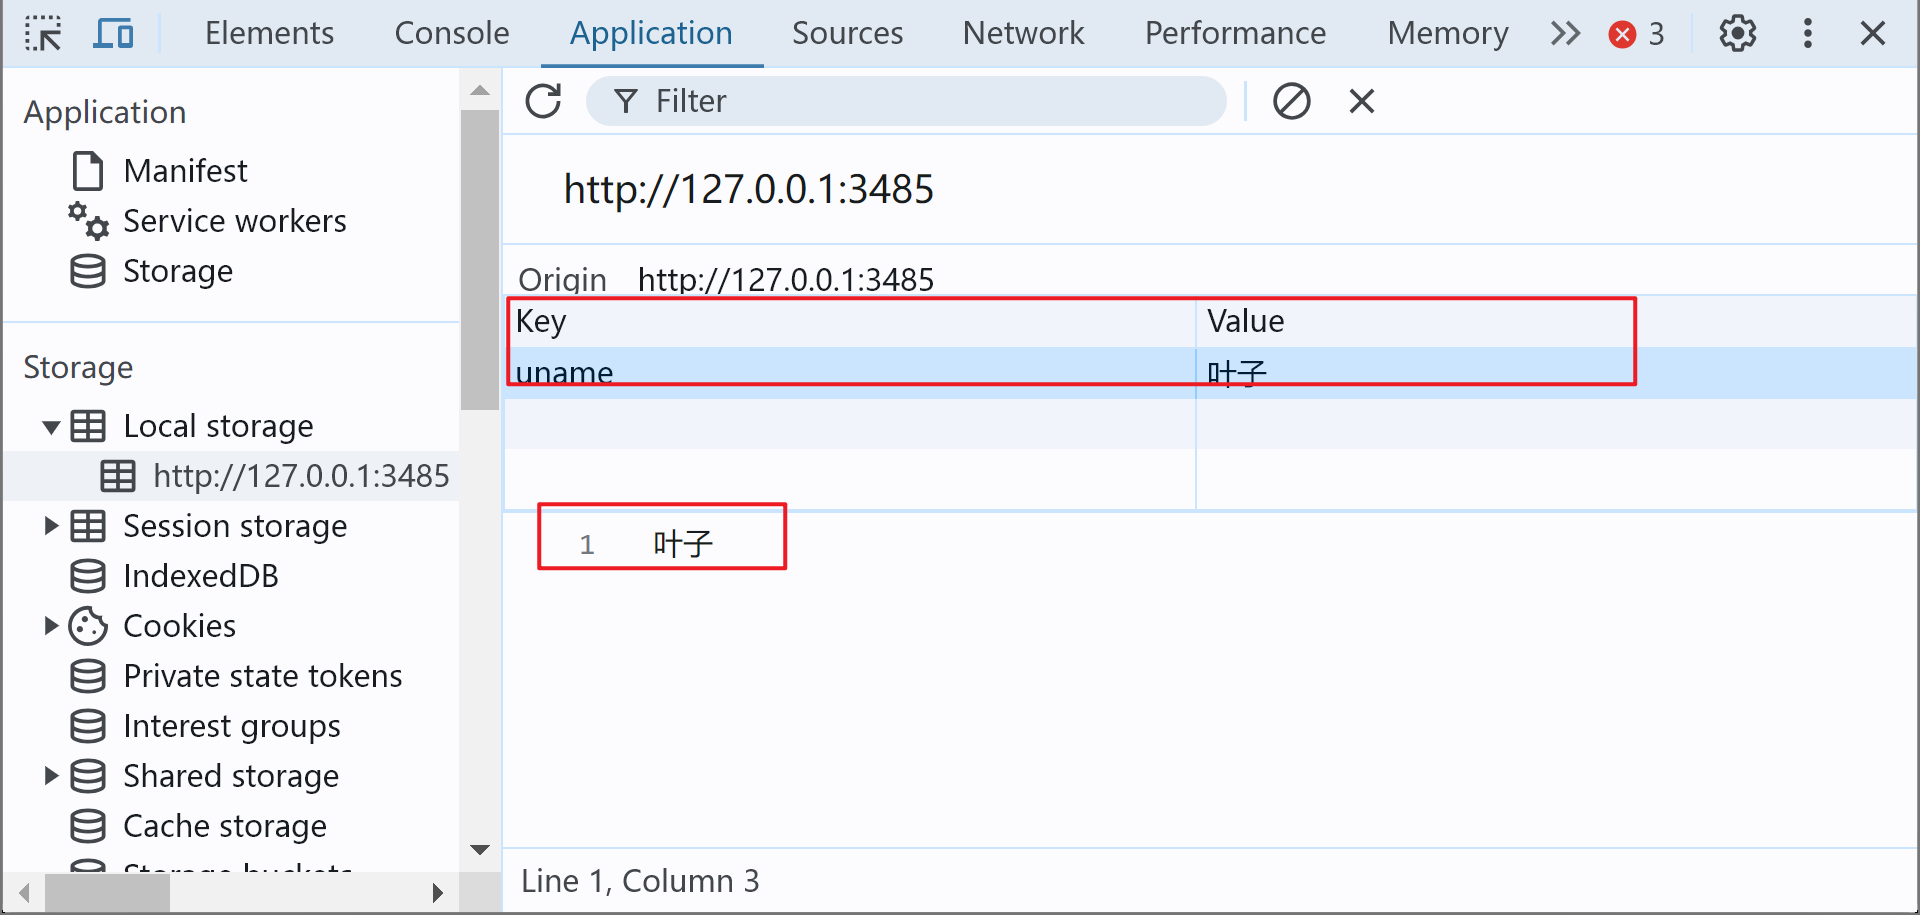 Elements Console Application Sources Network Performance Memory 3
Application
Manifest
Service workers
Storage
Storage
Local storage
http://127.0.0.1:3485
Session storage
IndexedDB
Cookies
Private state tokens
Interest groups
Shared storage
Cache storage
Storage buckets
Filter
http://127.0.0.1:3485
Origin http://127.0.0.1:3485
Key Value
uname 叶子
1 叶子
Line 1, Column 3